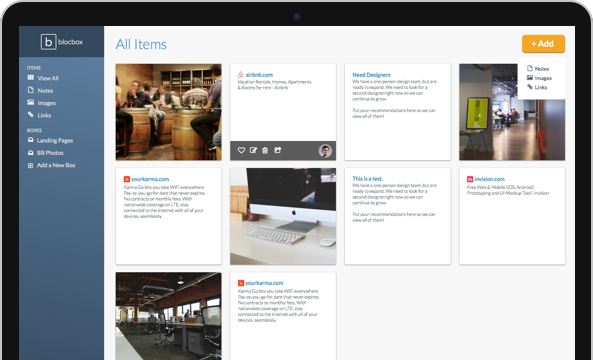 blocbox
All Items
+ Add
ITEMS
View All
Notes
Images
Links
BOXES
Landing Pages
BB Photos
Add a New Box
airbnb.com
Vacation Rentals, Homes, Apartments
& Rooms for rent - Airbnb
Need Designers
We have a one-person design team, but are
ready to expand. We need to look for a
second designer right now so we can
continue to grow.
Put your recommendations here so we can
view all of them!
Notes
Images
Links
yourkarma.com
Karma Go lets you take WiFi everywhere
Pay-as-you-go for data that never expires.
No contracts or monthly fees. With
nationwide coverage on LTE, stay
connected to the internet with all of your
devices, seamlessly.
This is a test.
We have a one-person design team, but are
ready to expand. We need to look for a
second designer right now so we can
continue to grow.
Put your recommendations here so we can
view all of them!
in
invision.com
Free Web & Mobile (iOS, Android)
Prototyping and UI Mockup Tool | Invision
yourkarma.com
Karma Go lets you take WiFi everywhere
Pay-as-you-go for data that never expires.
No contracts or monthly fees. With
nationwide coverage on LTE, stay
connected to the internet with all of your
devices, seamlessly.